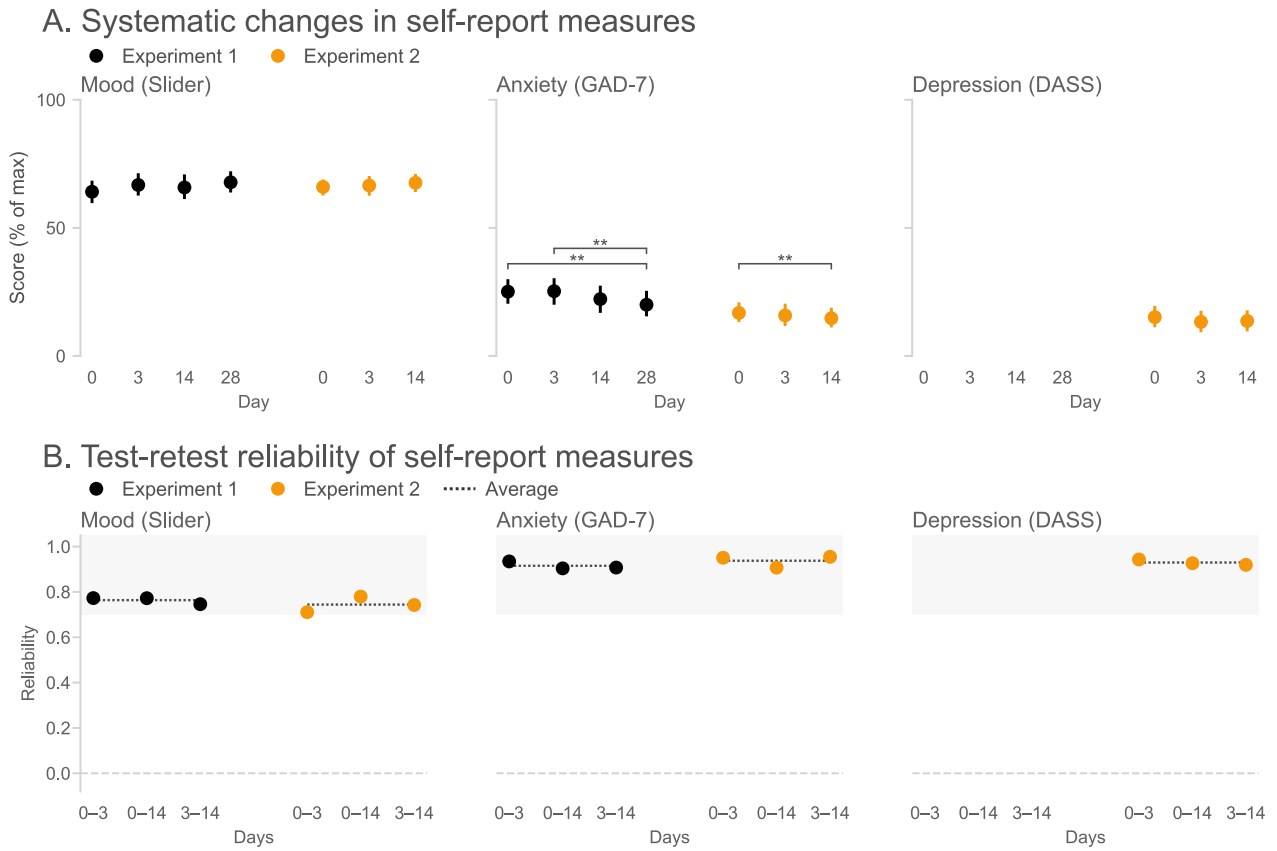 A. Systematic changes in self-report measures
Experiment 1 Experiment 2
Mood (Slider) Anxiety (GAD-7) Depression (DASS)
100
50
0
Score (% of max)
** 
** **
0 3 14 28 0 3 14 0 3 14 28 0 3 14 0 3 14 28 0 3 14
Day Day Day
B. Test-retest reliability of self-report measures
Experiment 1 Experiment 2 Average
Mood (Slider) Anxiety (GAD-7) Depression (DASS)
1.0
0.8
0.6
0.4
0.2
0.0
Reliability
0–3 0–14 3–14 0–3 0–14 3–14 0–3 0–14 3–14 0–3 0–14 3–14 0–3 0–14 3–14 0–3 0–14 3–14
Days Days Days